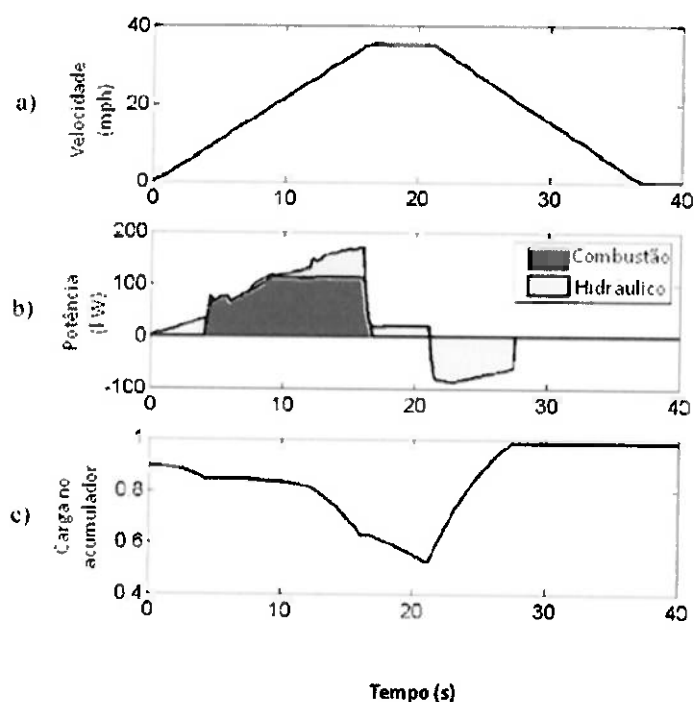 a)
Velocidade
(mph)
40
20
0
0
10
20
30
40
b)
Potência
(kW)
200
100
0
-100
Combustão
Hidráulico
0
10
20
30
40
c)
Carga no
acumulador
1
0.8
0.6
0.4
0
10
20
30
40
Tempo (s)